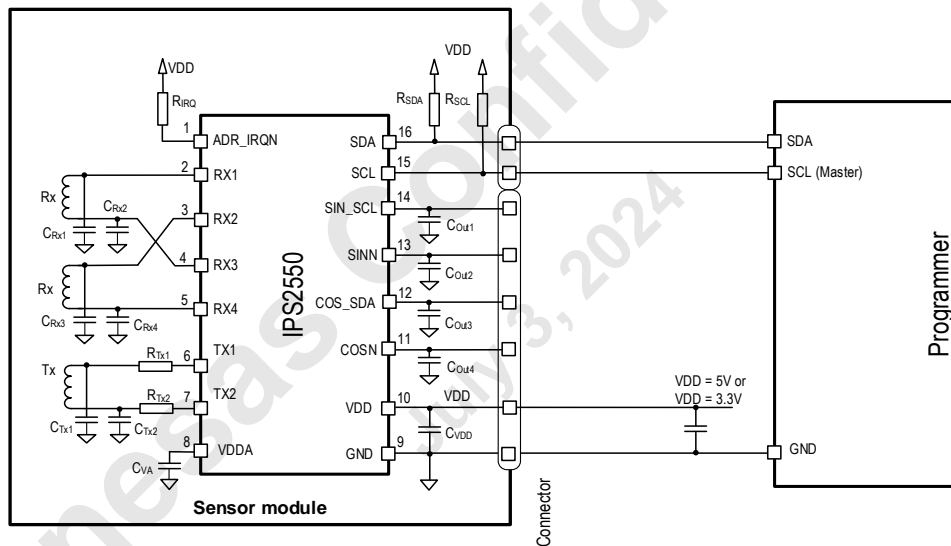 VDD
VDD
RIRQ
RSDA
RSCL
1
ADR_IRQN
SDA
16
SDA
2
RX1
SCL
15
SCL (Master)
Rx
CRx1
CRx2
3
RX2
SIN_SCL
14
COut1
4
RX3
SINN
13
COut2
Rx
CRx3
CRx4
5
RX4
COS_SDA
12
COut3
IPS2550
TX1
6
RTx1
COSN
11
COut4
Tx
CTx1
CTx2
RTx2
TX2
7
VDD
10
VDD
CVDD
VDD = 5V or
VDD = 3.3V
8
VDDA
CVA
GND
9
GND
Sensor module
Connector
Programmer
enesas Confid
July 3, 2024